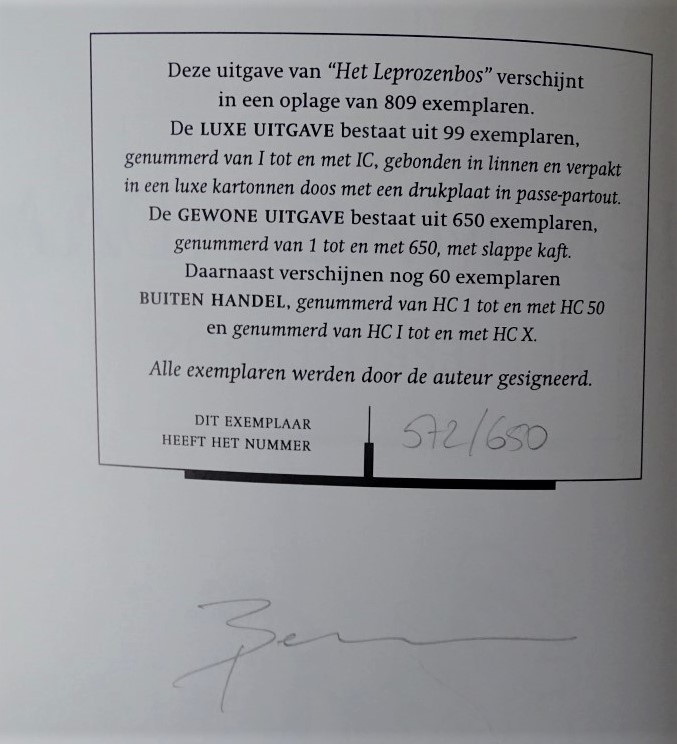 Deze uitgave van “Het Leprozenbos” verschijnt
in een oplage van 809 exemplaren.
De LUXE UITGAVE bestaat uit 99 exemplaren,
genummerd van I tot en met IC, gebonden in linnen en verpakt
in een luxe kartonnen doos met een drukplaat in passe-partout.
De GEWONE UITGAVE bestaat uit 650 exemplaren,
genummerd van 1 tot en met 650, met slappe kaft.
Daarnaast verschijnen nog 60 exemplaren
BUITEN HANDEL, genummerd van HC 1 tot en met HC 50
en genummerd van HC I tot en met HC X.
Alle exemplaren werden door de auteur gesigneerd.
DIT EXEMPLAAR
HEEFT HET NUMMER
572/650